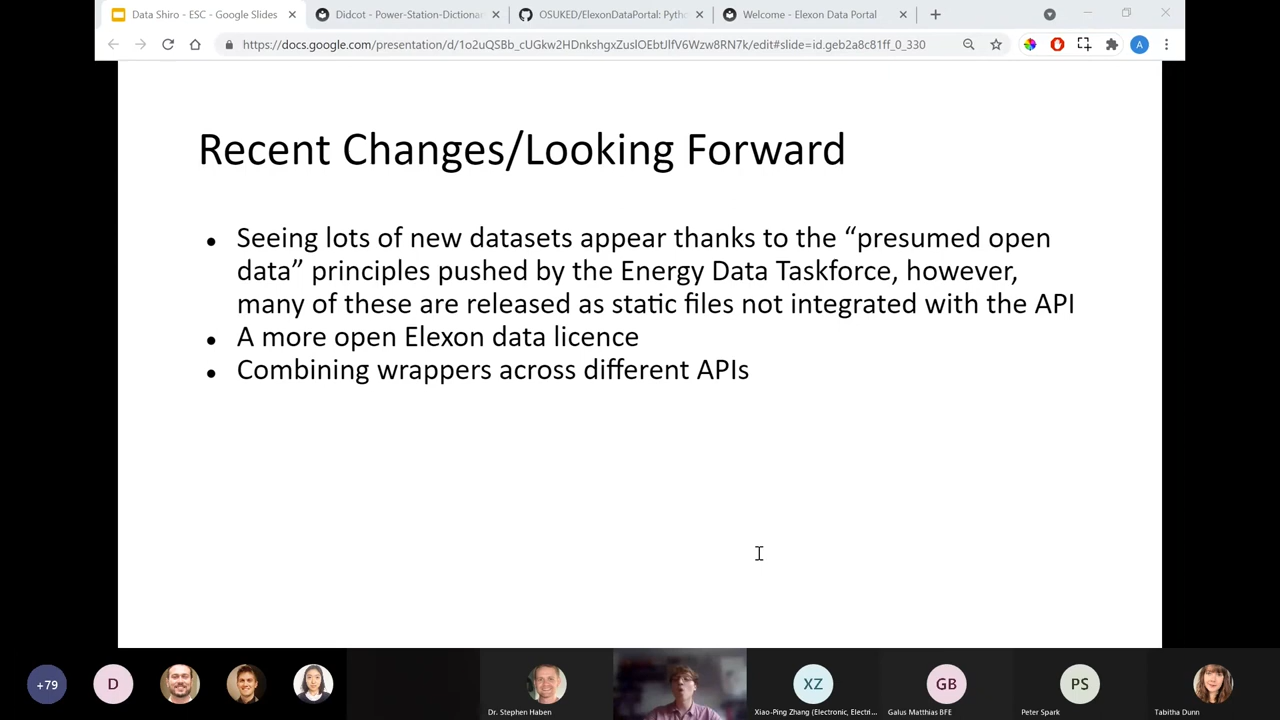 Data Shiro - ESC - Google Slides
Didcot - Power-Station-Dictionar
OSUKED/ElexonDataPortal: Pytho
Welcome - Elexon Data Portal
https://docs.google.com/presentation/d/1o2uQSBb_cUGkw2HDnkshgxZuslOEbtJlfV6Wzw8RN7k/edit#slide=id.geb2a8c81ff_0_330
A
Recent Changes/Looking Forward
• Seeing lots of new datasets appear thanks to the “presumed open
data” principles pushed by the Energy Data Taskforce, however,
many of these are released as static files not integrated with the API
• A more open Elexon data licence
• Combining wrappers across different APIs
+79
D
XZ
GB
PS
Dr. Stephen Haben
Xiao-Ping Zhang (Electronic, Electri...
Galus Matthias BFE
Peter Spark
Tabitha Dunn